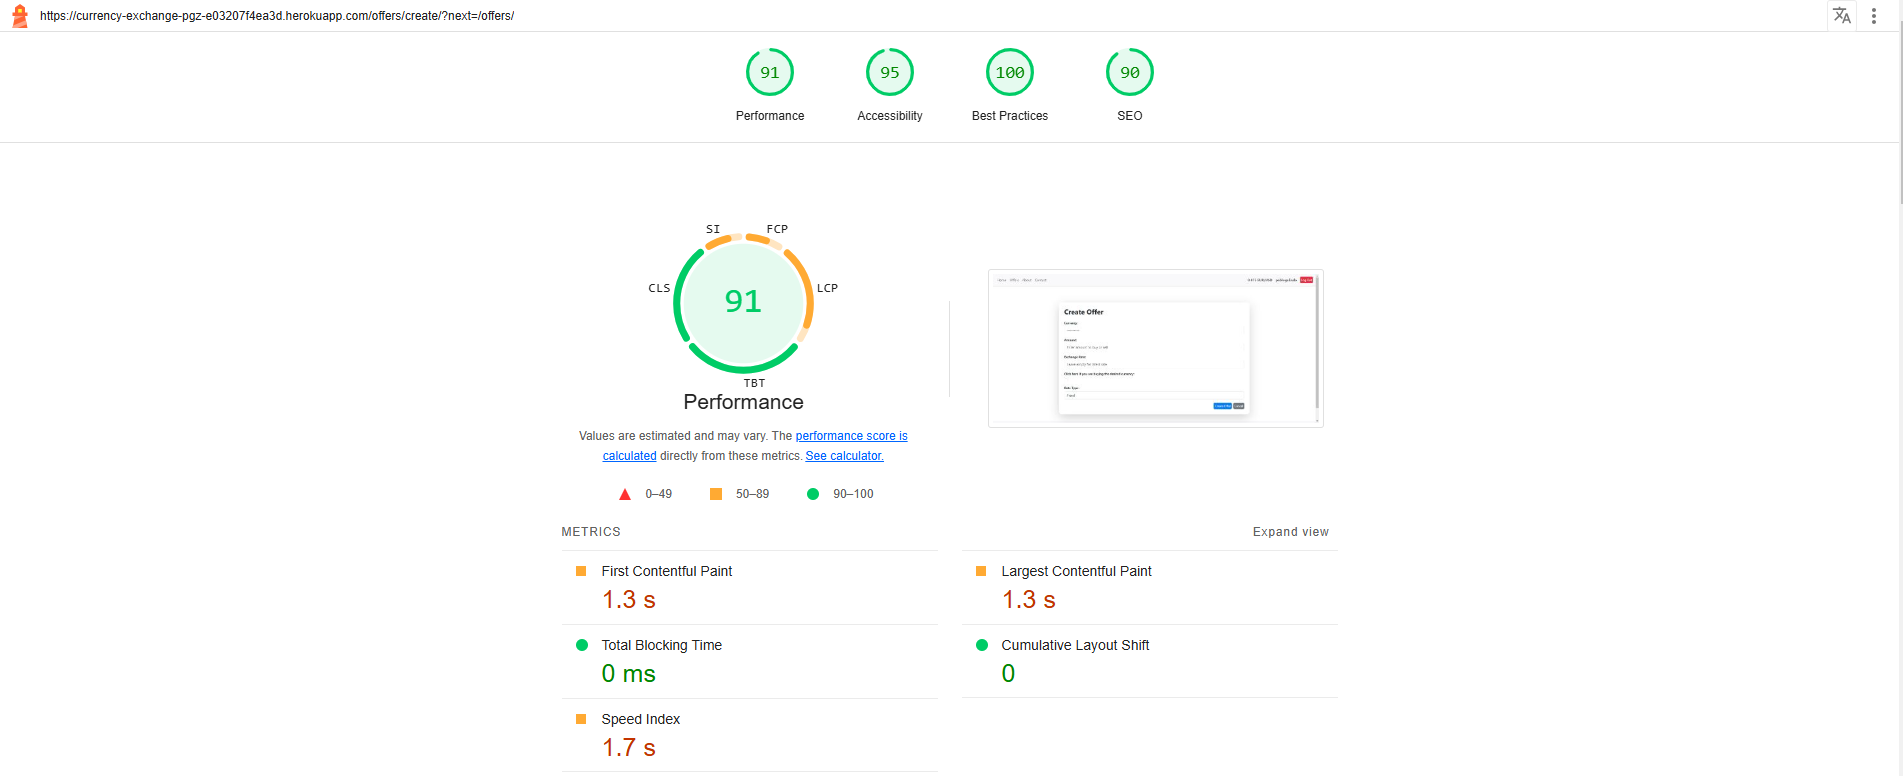 https://currency-exchange-pgz-e03207f4ea3d.herokuapp.com/offers/create/?next=/offers/
91 95 100 90
Performance Accessibility Best Practices SEO
SI FCP
CLS LCP
91
TBT
Performance
Values are estimated and may vary. The performance score is
calculated directly from these metrics. See calculator.
0–49 50–89 90–100
Create Offer
METRICS Expand view
First Contentful Paint Largest Contentful Paint
1.3 s 1.3 s
Total Blocking Time Cumulative Layout Shift
0 ms 0
Speed Index
1.7 s